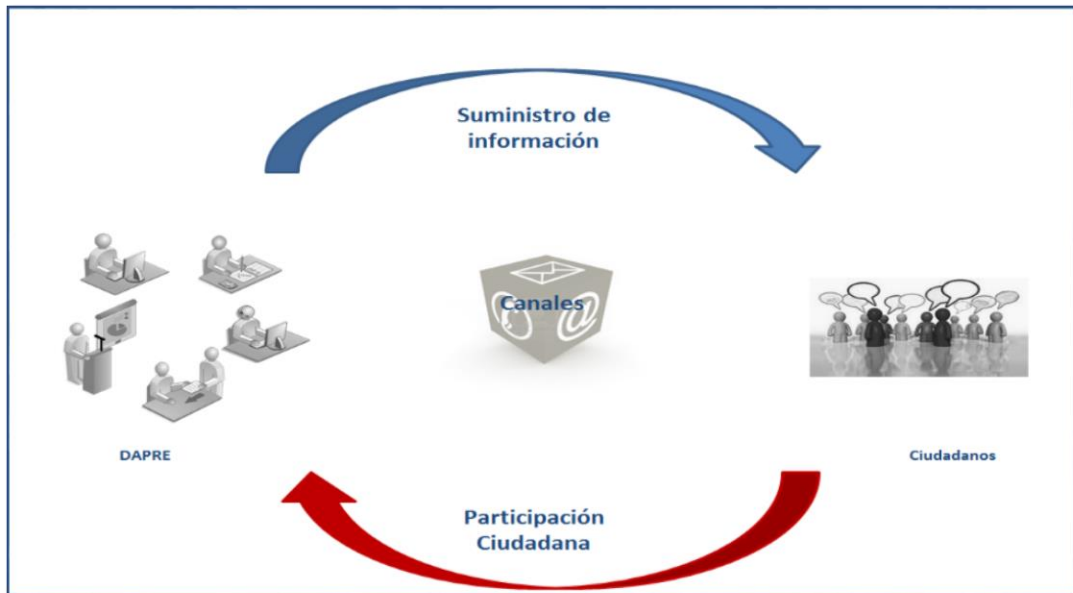 Suministro de
información
Canales
@
DAPRE
Ciudadanos
Participación
Ciudadana